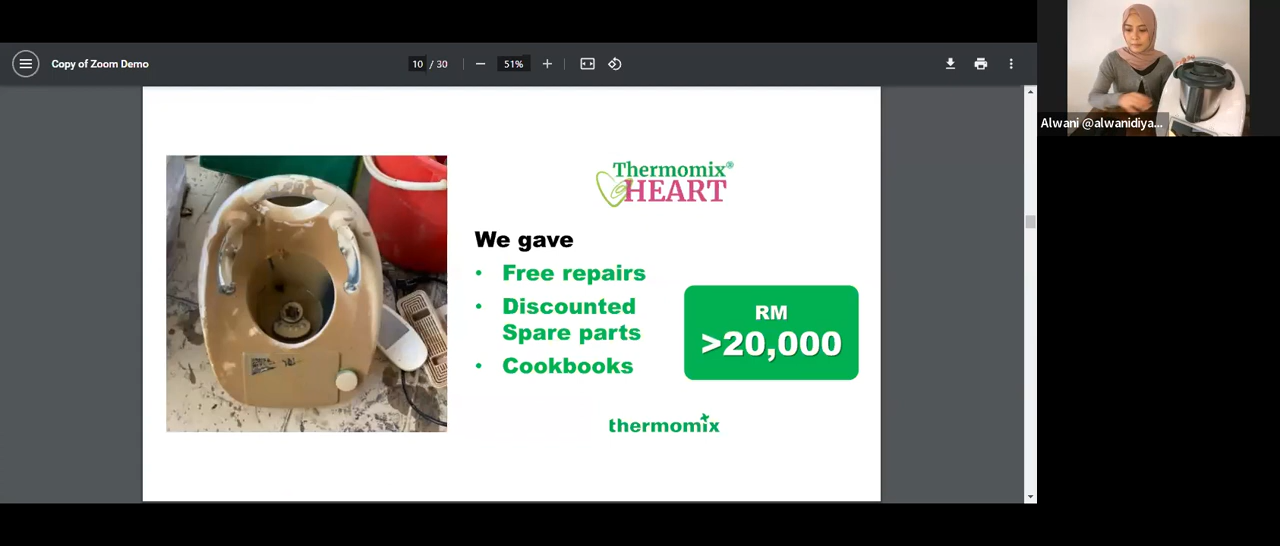 Copy of Zoom Demo
10 / 30
51%
Alwani @alwanidiya...
Thermomix®
HEART
We gave
• Free repairs
• Discounted
Spare parts
• Cookbooks
RM
>20,000
thermomix